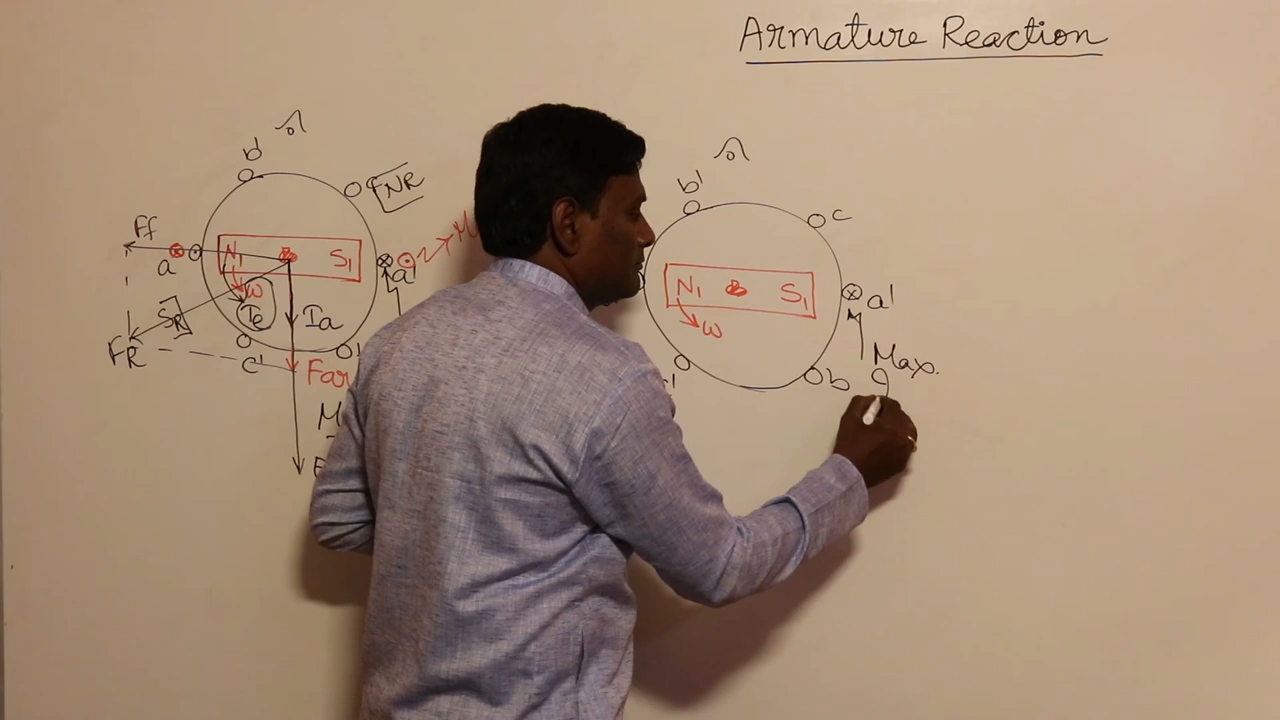 Armature Reaction
b'
FNR
Ff
a
N₁
S₁
a'
ω
Te
SR
Ia
FR
c'
Far
b'
c
N₁
S₁
a'
ω
Max.
b